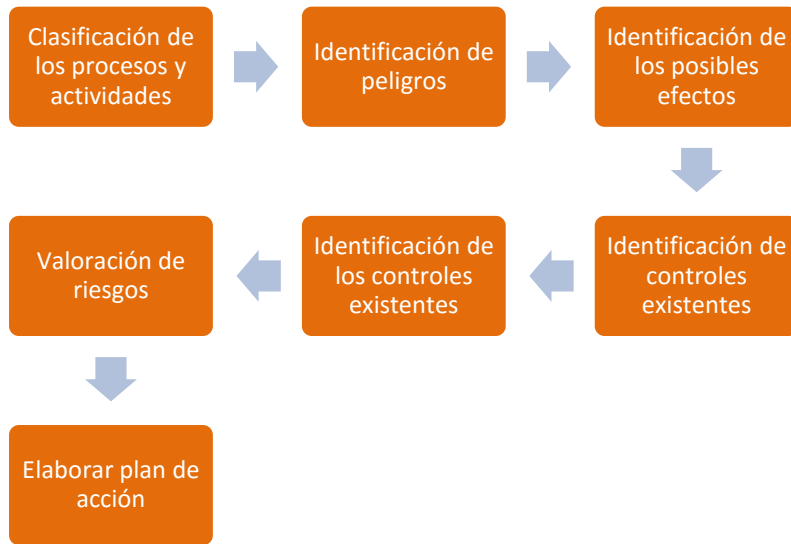 Clasificación de
los procesos y
actividades
Identificación de
peligros
Identificación de
los posibles
efectos
Identificación de
controles
existentes
Identificación de
los controles
existentes
Valoración de
riesgos
Elaborar plan de
acción